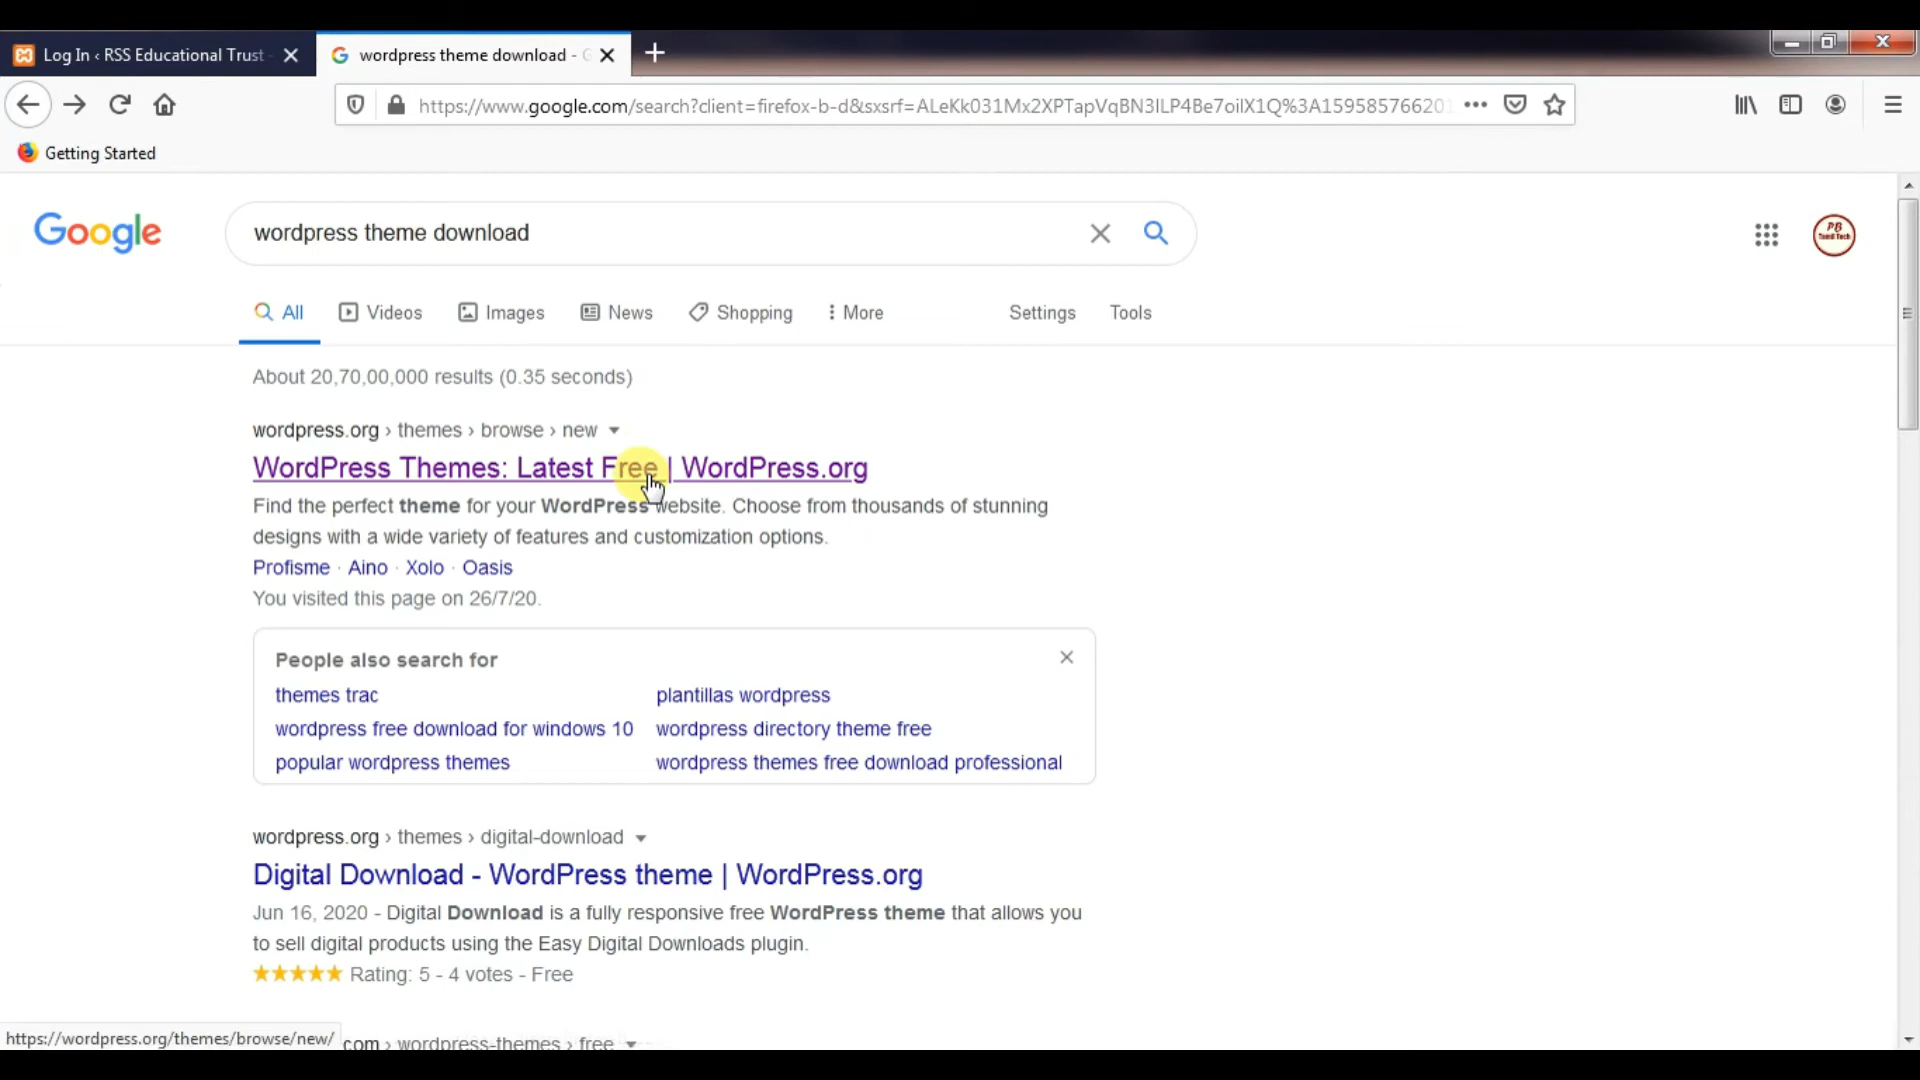 Log In ‹ RSS Educational Trust -
wordpress theme download - G
https://www.google.com/search?client=firefox-b-d&sxsrf=ALeKk031Mx2XPTapVqBN3ILP4Be7oilX1Q%3A159585766201
Getting Started
Google
wordpress theme download
PB
Tamil Tech
All Videos Images News Shopping More Settings Tools
About 20,70,00,000 results (0.35 seconds)
wordpress.org › themes › browse › new
WordPress Themes: Latest Free | WordPress.org
Find the perfect theme for your WordPress website. Choose from thousands of stunning
designs with a wide variety of features and customization options.
Profisme · Aino · Xolo · Oasis
You visited this page on 26/7/20.
People also search for
themes trac plantillas wordpress
wordpress free download for windows 10 wordpress directory theme free
popular wordpress themes wordpress themes free download professional
wordpress.org › themes › digital-download
Digital Download - WordPress theme | WordPress.org
Jun 16, 2020 - Digital Download is a fully responsive free WordPress theme that allows you
to sell digital products using the Easy Digital Downloads plugin.
Rating: 5 - 4 votes - Free
https://wordpress.org/themes/browse/new/
com › wordpress-themes › free